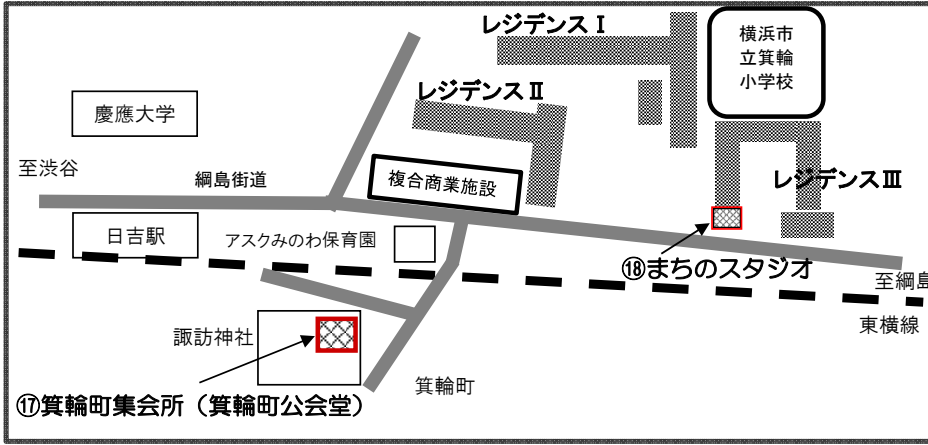 レジデンスⅠ
横浜市
立箕輪
小学校
レジデンスⅡ
慶應大学
至渋谷
綱島街道
複合商業施設
レジデンスⅢ
日吉駅
アスクみのわ保育園
⑱まちのスタジオ
至綱島
東横線
諏訪神社
箕輪町
⑰箕輪町集会所（箕輪町公会堂）